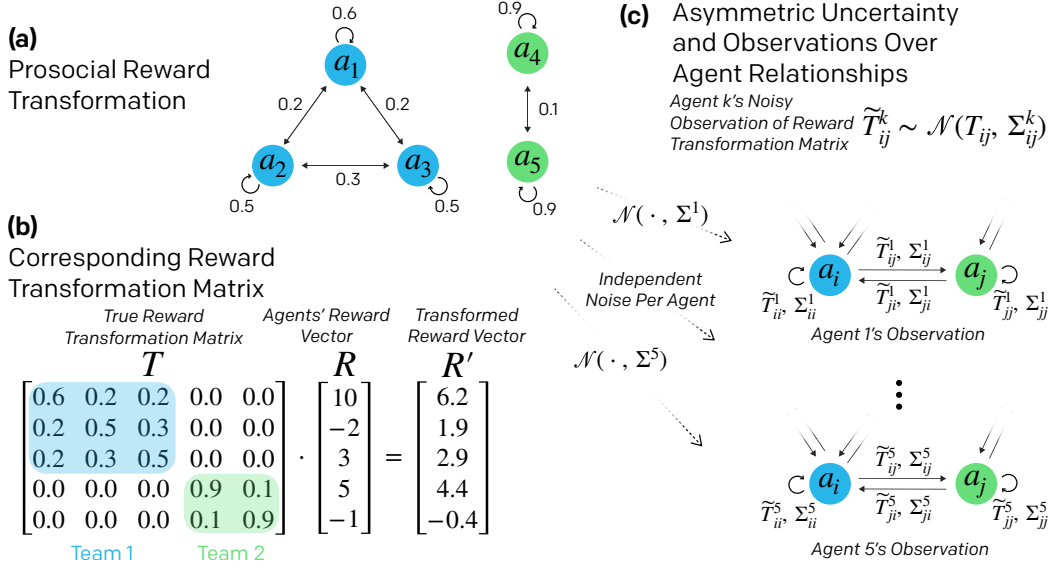 (a)
Prosocial Reward
Transformation
0.6
a₁
0.2
0.2
a₂
a₃
0.3
0.5
0.5
0.9
a₄
0.1
a₅
0.9
(b)
Corresponding Reward
Transformation Matrix
True Reward
Transformation Matrix
T
Agents' Reward
Vector
R
Transformed
Reward Vector
R′
0.6 0.2 0.2 0.0 0.0
0.2 0.5 0.3 0.0 0.0
0.2 0.3 0.5 0.0 0.0
0.0 0.0 0.0 0.9 0.1
0.0 0.0 0.0 0.1 0.9
·
10
−2
3
5
−1
=
6.2
1.9
2.9
4.4
−0.4
Team 1
Team 2
(c)
Asymmetric Uncertainty
and Observations Over
Agent Relationships
Agent k's Noisy
Observation of Reward
Transformation Matrix
T̃ᵏᵢⱼ ∼ 𝒩(Tᵢⱼ, Σᵏᵢⱼ)
𝒩( · , Σ¹)
Independent
Noise Per Agent
𝒩( · , Σ⁵)
aᵢ
T̃¹ᵢⱼ, Σ¹ᵢⱼ
T̃¹ⱼᵢ, Σ¹ⱼᵢ
aⱼ
T̃¹ᵢᵢ, Σ¹ᵢᵢ
T̃¹ⱼⱼ, Σ¹ⱼⱼ
Agent 1's Observation
⋮
aᵢ
T̃⁵ᵢⱼ, Σ⁵ᵢⱼ
T̃⁵ⱼᵢ, Σ⁵ⱼᵢ
aⱼ
T̃⁵ᵢᵢ, Σ⁵ᵢᵢ
T̃⁵ⱼⱼ, Σ⁵ⱼⱼ
Agent 5's Observation